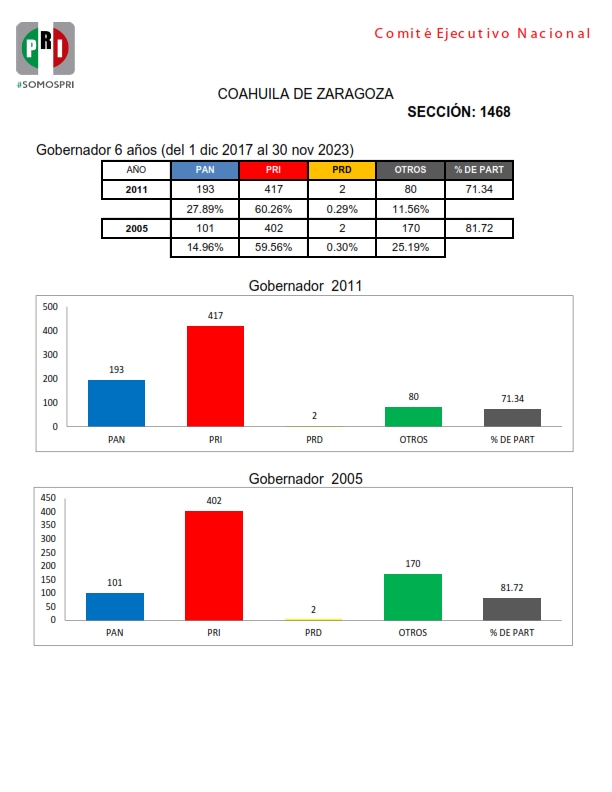 PRI
#SOMOSPRI
Comité Ejecutivo Nacional
COAHUILA DE ZARAGOZA
SECCIÓN: 1468
Gobernador 6 años (del 1 dic 2017 al 30 nov 2023)
AÑO PAN PRI PRD OTROS % DE PART
2011 193 417 2 80 71.34
27.89% 60.26% 0.29% 11.56%
2005 101 402 2 170 81.72
14.96% 59.56% 0.30% 25.19%
Gobernador 2011
500
400
300
200
100
0
193
417
2
80
71.34
PAN PRI PRD OTROS % DE PART
Gobernador 2005
450
400
350
300
250
200
150
100
50
0
101
402
2
170
81.72
PAN PRI PRD OTROS % DE PART